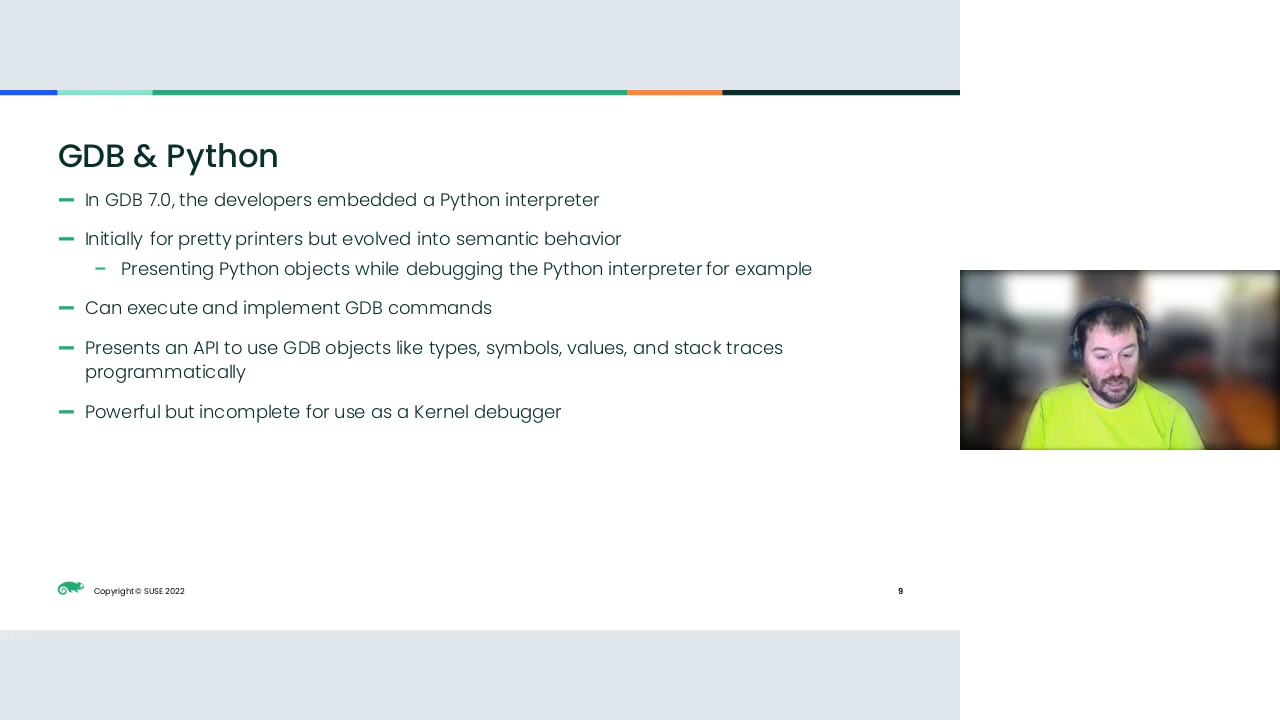 GDB & Python
In GDB 7.0, the developers embedded a Python interpreter
Initially for pretty printers but evolved into semantic behavior
Presenting Python objects while debugging the Python interpreter for example
Can execute and implement GDB commands
Presents an API to use GDB objects like types, symbols, values, and stack traces
programmatically
Powerful but incomplete for use as a Kernel debugger
Copyright © SUSE 2022
9